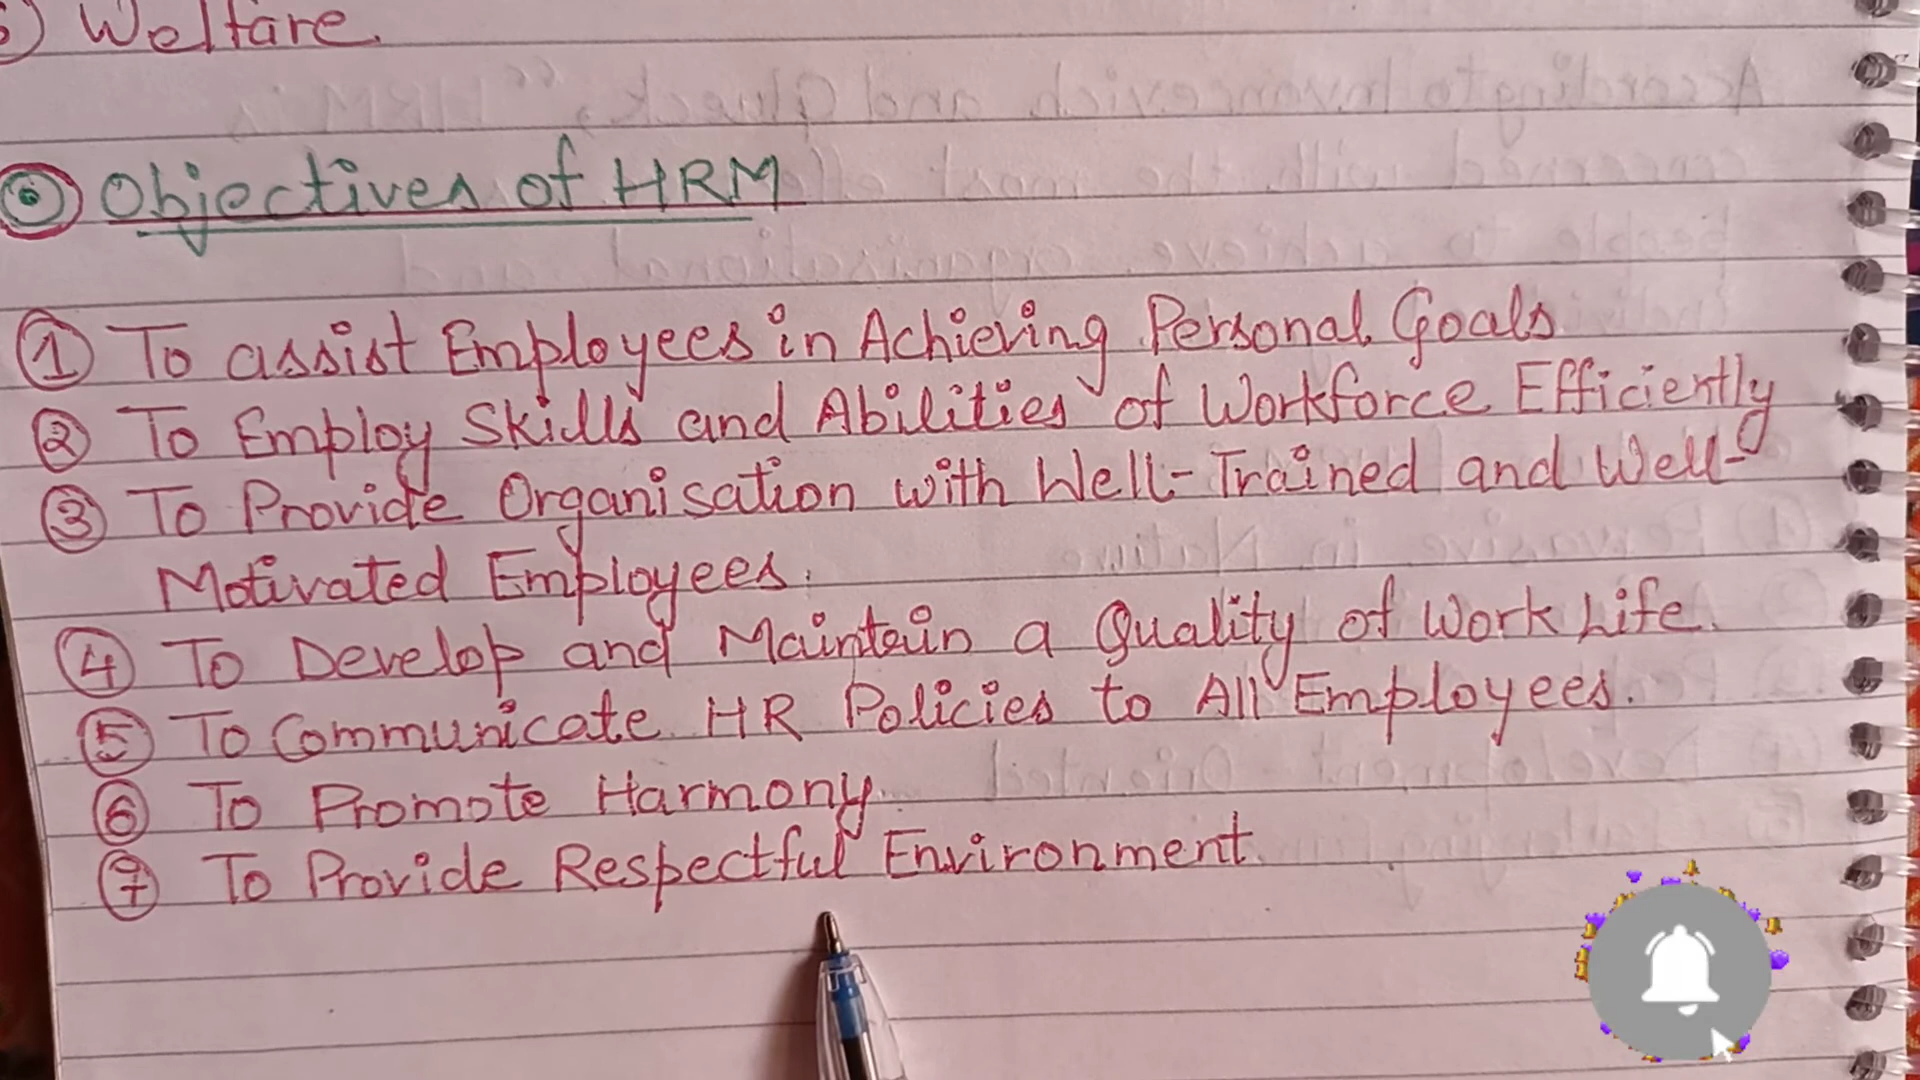 Welfare.
Objectives of HRM
① To assist Employees in Achieving Personal Goals
② To Employ Skills and Abilities of Workforce Efficiently
③ To Provide Organisation with Well-Trained and Well-
Motivated Employees.
④ To Develop and Maintain a Quality of Work Life.
⑤ To Communicate HR Policies to All Employees.
⑥ To Promote Harmony
⑦ To Provide Respectful Environment.